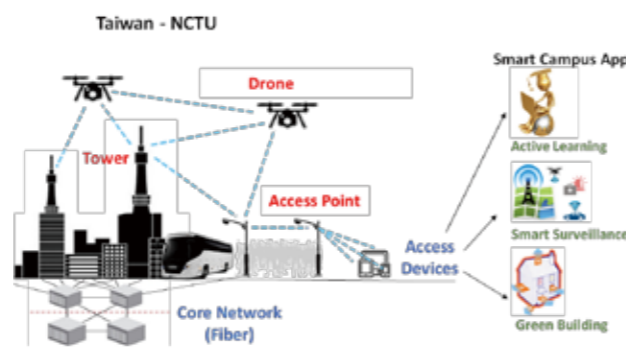 Taiwan - NCTU
Drone
Smart Campus App
Tower
Active Learning
Access Point
Smart Surveillance
Access
Devices
Core Network
(Fiber)
Green Building